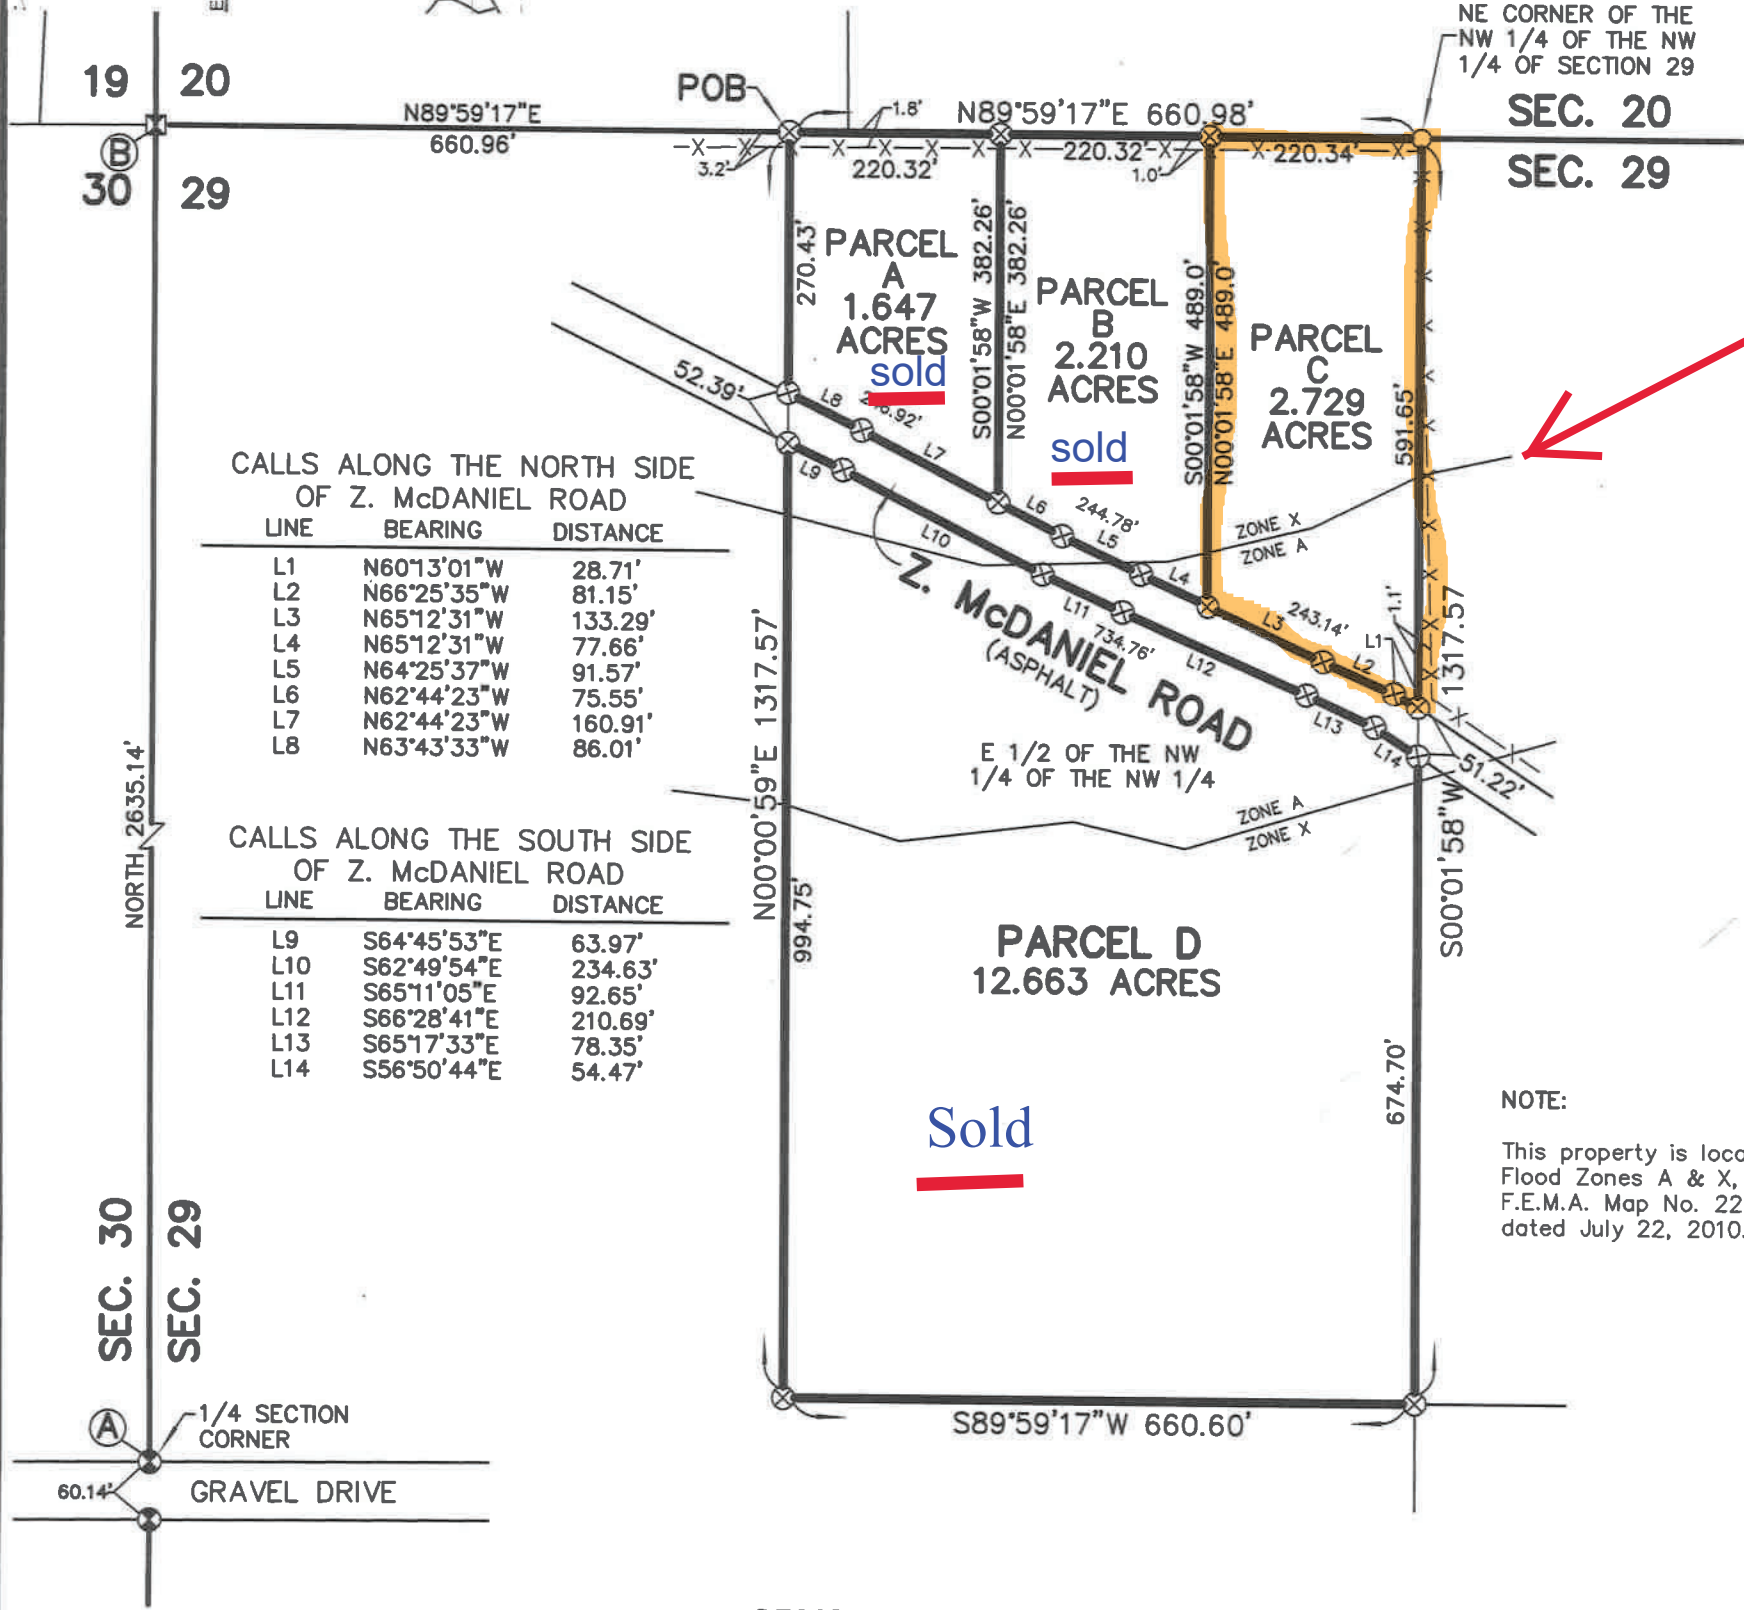 NE CORNER OF THE
NW 1/4 OF THE NW
1/4 OF SECTION 29
19 20
30 29
B
N89°59'17"E
660.96'
POB
1.8'
N89°59'17"E 660.98'
SEC. 20
SEC. 29
3.2'
220.32'
220.32'
1.0'
220.34'
270.43'
PARCEL
A
1.647
ACRES
sold
S00°01'58"W 382.26'
N00°01'58"E 382.26'
PARCEL
B
2.210
ACRES
sold
S00°01'58"W 489.0'
N00°01'58"E 489.0'
PARCEL
C
2.729
ACRES
591.65'
52.39'
L8
L7
L9
L10
L6
244.78'
L5
L4
ZONE X
ZONE A
L3
243.14'
L2
L1
1.1'
1317.57
L11
734.76'
L12
L13
L14
51.22'
Z. McDANIEL ROAD
(ASPHALT)
CALLS ALONG THE NORTH SIDE
OF Z. McDANIEL ROAD
LINE BEARING DISTANCE
L1 N60°13'01"W 28.71'
L2 N66°25'35"W 81.15'
L3 N65°12'31"W 133.29'
L4 N65°12'31"W 77.66'
L5 N64°25'37"W 91.57'
L6 N62°44'23"W 75.55'
L7 N62°44'23"W 160.91'
L8 N63°43'33"W 86.01'
NORTH 2635.14'
N00°00'59"E 1317.57'
994.75'
E 1/2 OF THE NW
1/4 OF THE NW 1/4
ZONE A
ZONE X
S00°01'58"W
CALLS ALONG THE SOUTH SIDE
OF Z. McDANIEL ROAD
LINE BEARING DISTANCE
L9 S64°45'53"E 63.97'
L10 S62°49'54"E 234.63'
L11 S65°11'05"E 92.65'
L12 S66°28'41"E 210.69'
L13 S65°17'33"E 78.35'
L14 S56°50'44"E 54.47'
PARCEL D
12.663 ACRES
Sold
674.70'
NOTE:
This property is
Flood Zones A & X,
F.E.M.A. Map No. 22
dated July 22, 2010.
SEC. 30
SEC. 29
S89°59'17"W 660.60'
A
1/4 SECTION
CORNER
60.14'
GRAVEL DRIVE